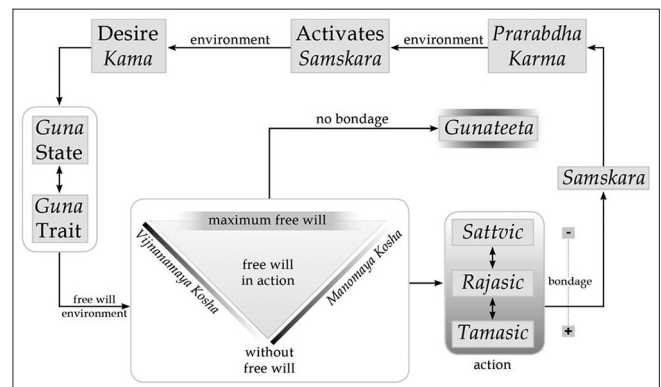 Desire
Kama
environment
Activates
Samskara
environment
Prarabdha
Karma
Guna
State
Guna
Trait
no bondage
Gunateeta
Samskara
maximum free will
Vijnanamaya Kosha
free will
in action
Manomaya Kosha
without
free will
free will
environment
Sattvic
Rajasic
Tamasic
action
-
bondage
+